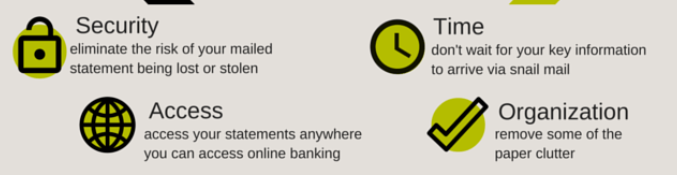 Security
eliminate the risk of your mailed
statement being lost or stolen
Time
don't wait for your key information
to arrive via snail mail
Access
access your statements anywhere
you can access online banking
Organization
remove some of the
paper clutter